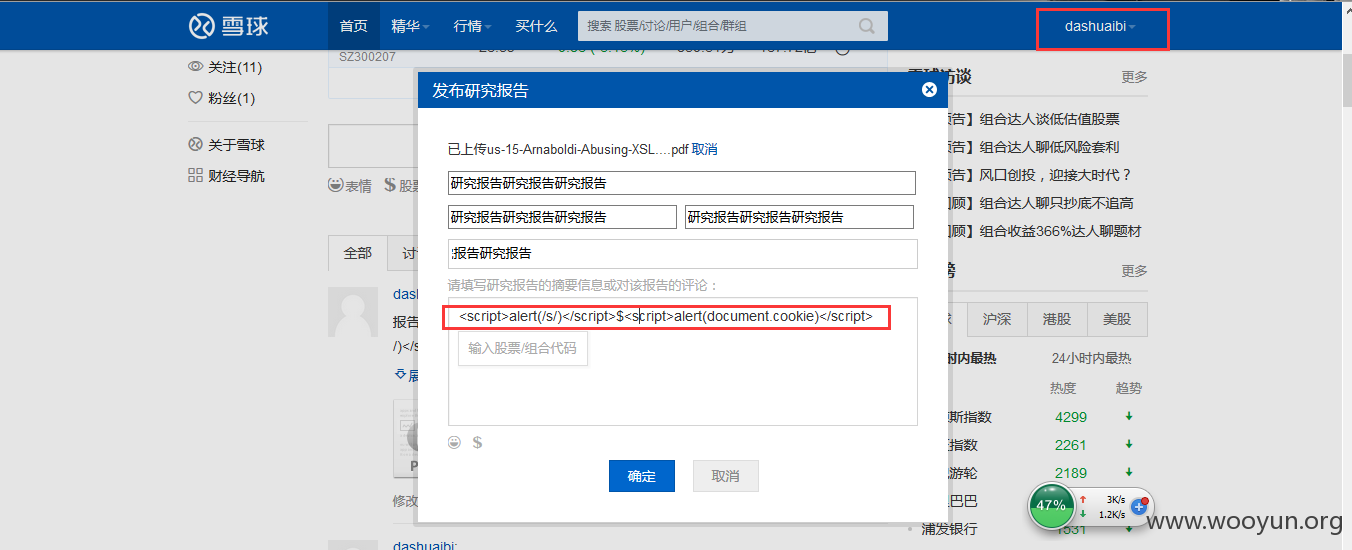 雪球
首页 精华 行情 买什么
搜索 股票/讨论/用户/组合/群组
dashuaibi
SZ300207
关注(11)
粉丝(1)
关于雪球
财经导航
表情 $ 股票
全部
dash
报告
/)</s
展
修改
dashuaibi:
发布研究报告
已上传us-15-Arnaboldi-Abusing-XSL....pdf 取消
研究报告研究报告研究报告
研究报告研究报告研究报告 研究报告研究报告研究报告
报告研究报告
请填写研究报告的摘要信息或对该报告的评论：
<script>alert(/s/)</script>$<script>alert(document.cookie)</script>
输入股票/组合代码
$
确定 取消
访谈 更多
告】组合达人谈低估值股票
告】组合达人聊低风险套利
告】风口创投，迎接大时代？
顾】组合达人聊只抄底不追高
顾】组合收益366%达人聊题材
榜 更多
沪深 港股 美股
时内最热 24小时内最热
热度 趋势
斯指数 4299
指数 2261
游轮 2189
巴巴
浦发银行 1531
47%
3K/s
1.2K/s
www.wooyun.org